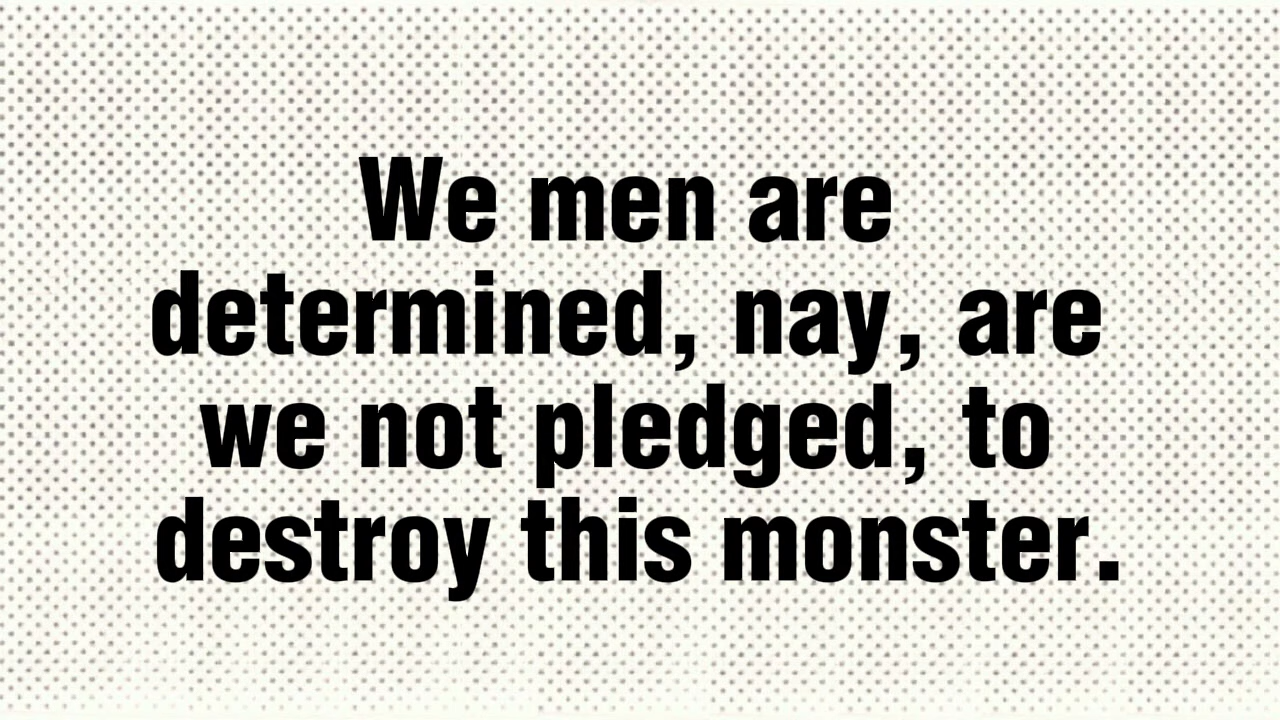 We men are
determined, nay, are
we not pledged, to
destroy this monster.